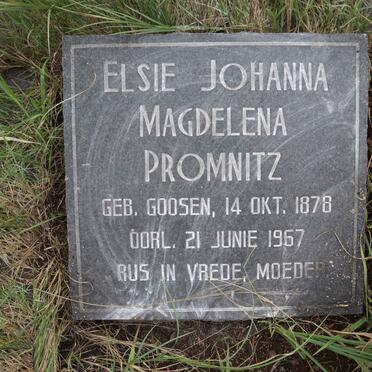 ELSIE JOHANNA
MAGDELENA
PROMNITZ
GEB. GOOSEN, 14 OKT. 1878
OORL. 21 JUNIE 1967
RUS IN VREDE, MOEDER